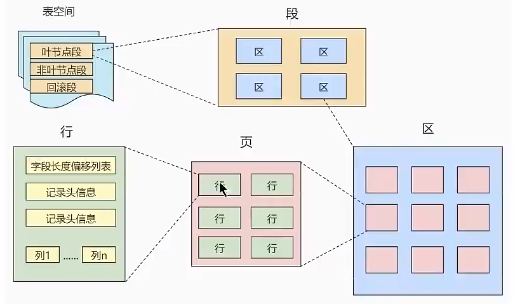 表空间
段
叶节点段
非叶节点段
回滚段
区 区
区 区
行
页
区
字段长度偏移列表
记录头信息
记录头信息
列1 …… 列n
行 行
行 行
行 行